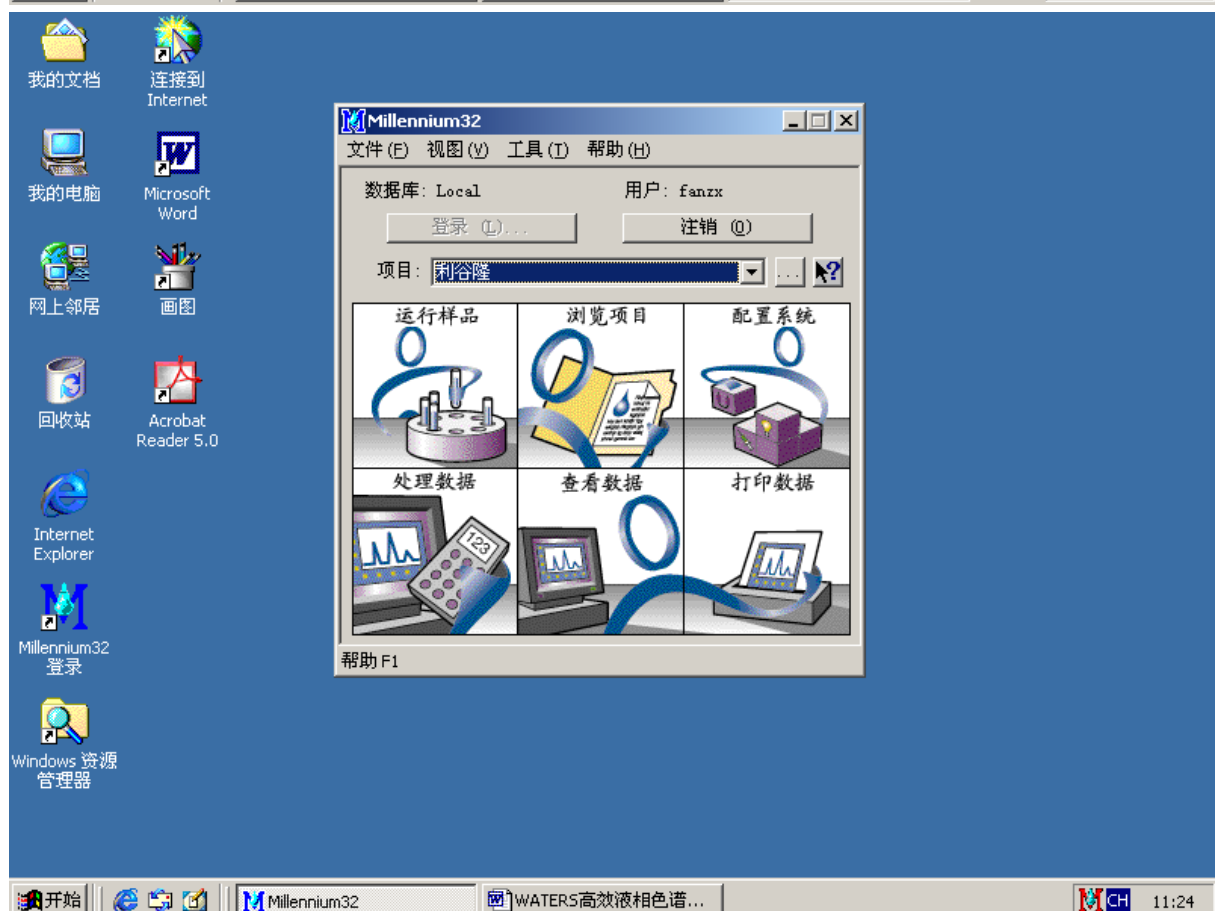 我的文档
连接到
Internet
我的电脑
Microsoft
Word
网上邻居
画图
回收站
Acrobat
Reader 5.0
Internet
Explorer
Millennium32
登录
Windows 资源
管理器
Millennium32
文件(F) 视图(V) 工具(T) 帮助(H)
数据库: Local 用户: fanzx
登录 (L)... 注销 (O)
项目: 利谷隆 ...
运行样品 浏览项目 配置系统
处理数据 查看数据 打印数据
123
帮助 F1
开始 Millennium32 WATERS高效液相色谱... CH 11:24